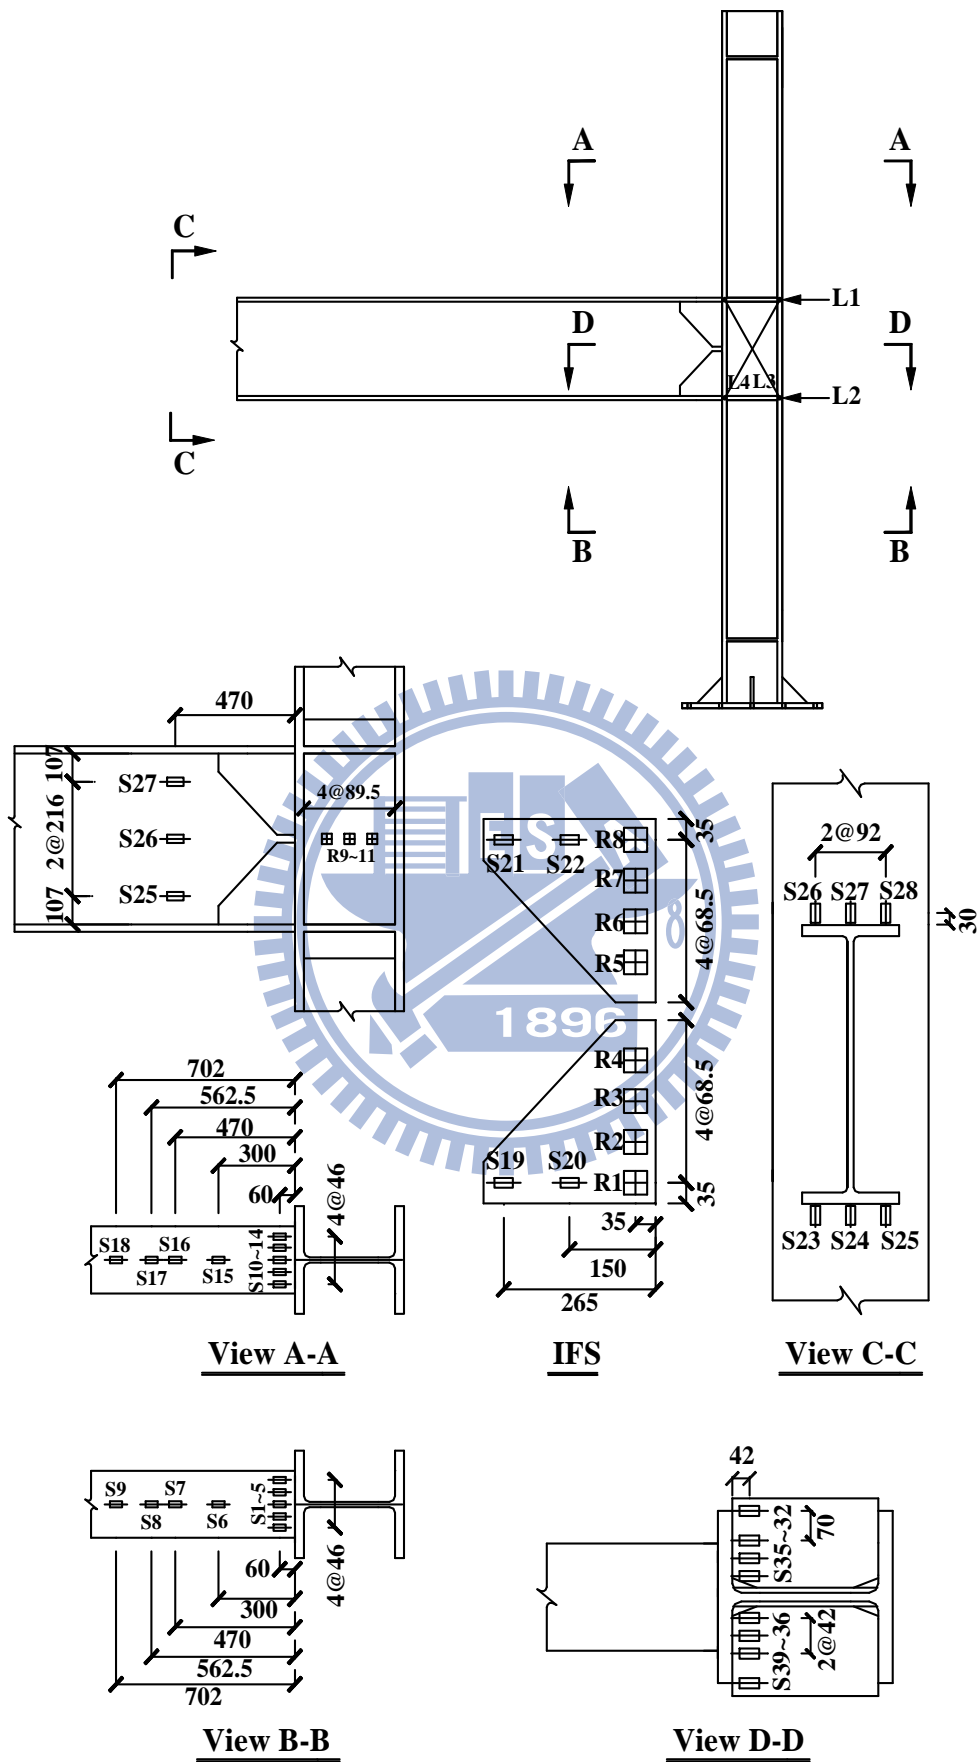 A
A
C
L1
D
D
L4
L3
L2
C
B
B
470
107
S27
4@89.5
2@216
S26
R9~11
S25
107
35
S21
S22
R8
R7
R6
R5
4@68.5
1896
R4
R3
R2
R1
S19
S20
4@68.5
35
35
150
265
IFS
2@92
S26
S27
S28
30
S23
S24
S25
View C-C
702
562.5
470
300
60
4@46
S18
S16
S17
S15
S10~14
View A-A
S9
S7
S8
S6
S1~5
60
4@46
300
470
562.5
702
View B-B
42
S35~32
70
S39~36
2@42
View D-D